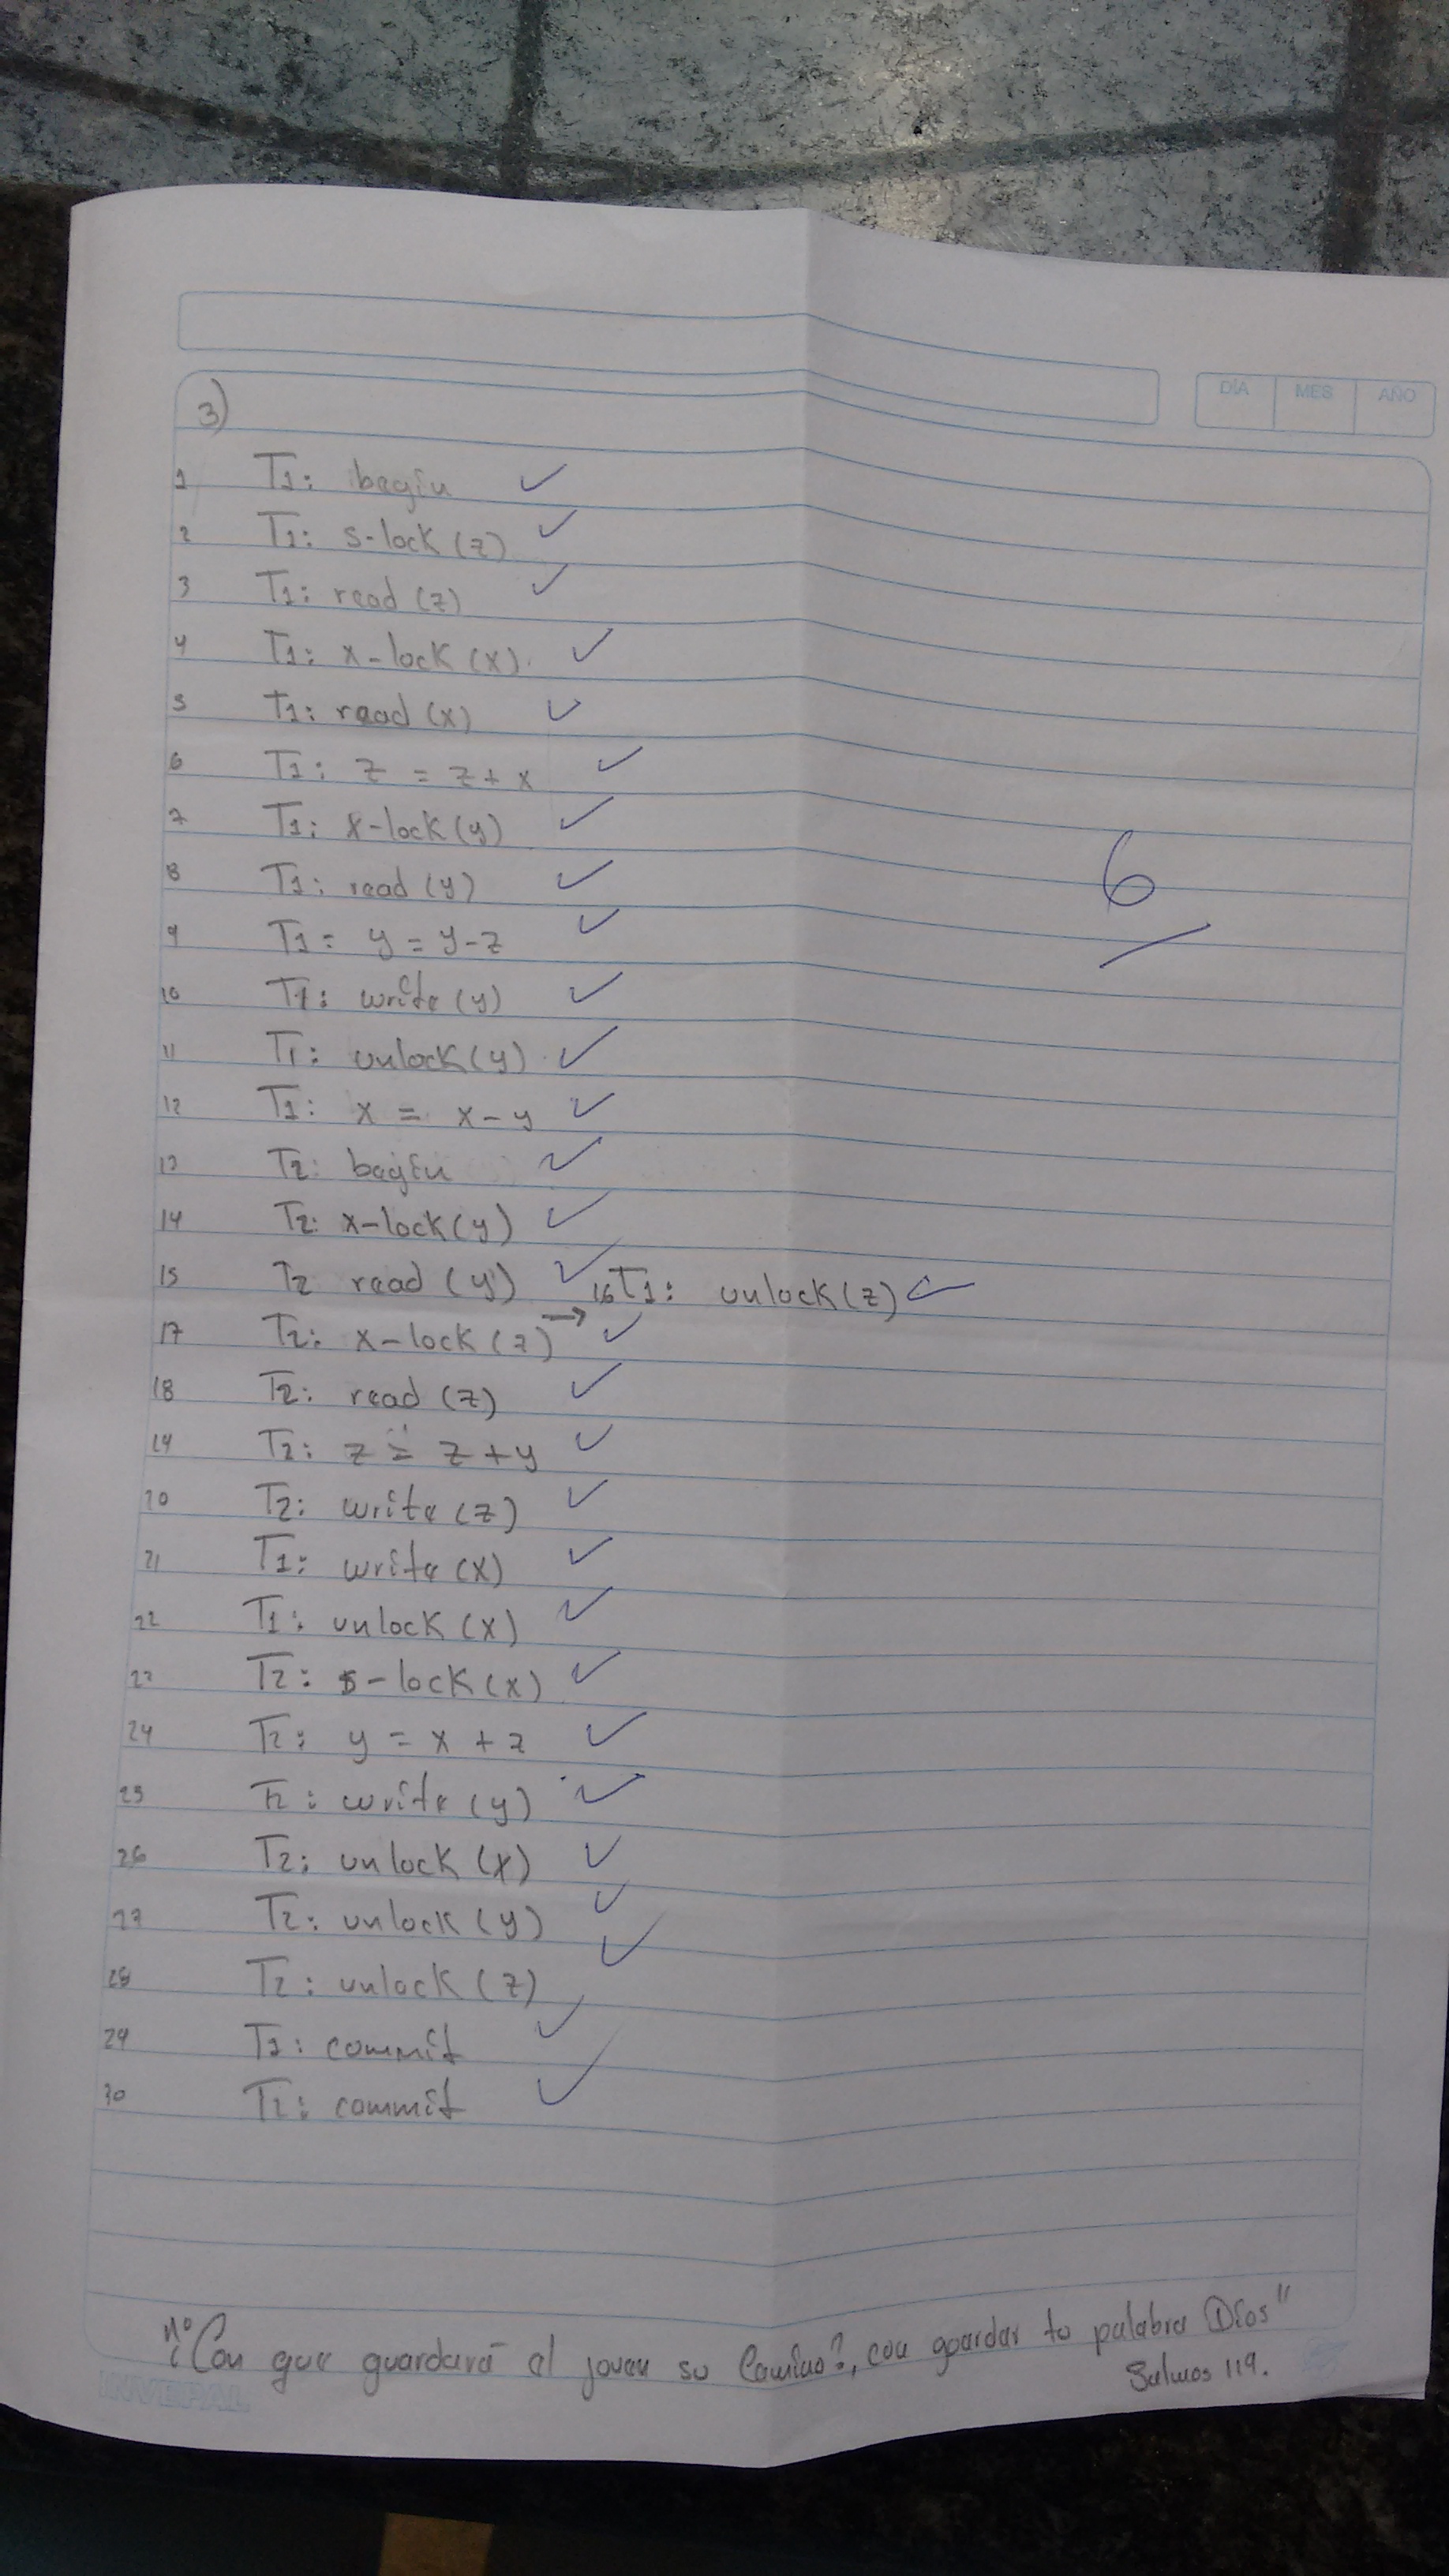 DÍA MES AÑO
3)
1 T1: begin ✓
2 T1: s-lock (z) ✓
3 T1: read (z) ✓
4 T1: x-lock (x). ✓
5 T1: read (x) ✓
6 T1: z = z + x ✓
7 T1: x-lock (y) ✓
8 T1: read (y) ✓
9 T1= y = y-z ✓
10 T1: write (y) ✓
11 T1: unlock (y) ✓
12 T1: x = x-y ✓
13 T2: begin ✓
14 T2: x-lock (y) ✓
15 T2 read (y) ✓ 16 T1: unlock (z) ✓
17 T2: x-lock (z) → ✓
18 T2: read (z) ✓
19 T2: z = z + y ✓
20 T2: write (z) ✓
21 T1: write (x) ✓
22 T1: unlock (x) ✓
23 T2: s-lock (x) ✓
24 T2: y = x + z ✓
25 T2: write (y) ✓
26 T2: unlock (x) ✓
27 T2: unlock (y) ✓
28 T2: unlock (z) ✓
29 T1: commit ✓
30 T2: commit ✓
6
"¿Con que guardará el joven su Camino?, con guardar tu palabra Dios"
Salmos 119.
INVEPAL